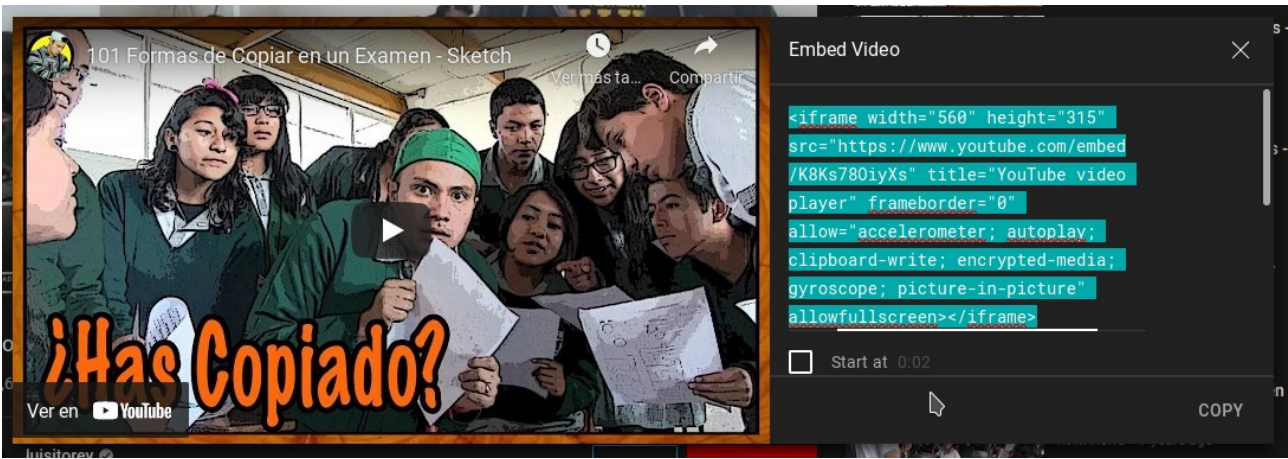 101 Formas de Copiar en un Examen - Sketch
Ver más ta...
Compartir
¿Has Copiado?
Ver en YouTube
luisitorey
Embed Video
<iframe width="560" height="315"
src="https://www.youtube.com/embed
/K8Ks78OiyXs" title="YouTube video
player" frameborder="0"
allow="accelerometer; autoplay;
clipboard-write; encrypted-media;
gyroscope; picture-in-picture"
allowfullscreen></iframe>
Start at 0:02
COPY